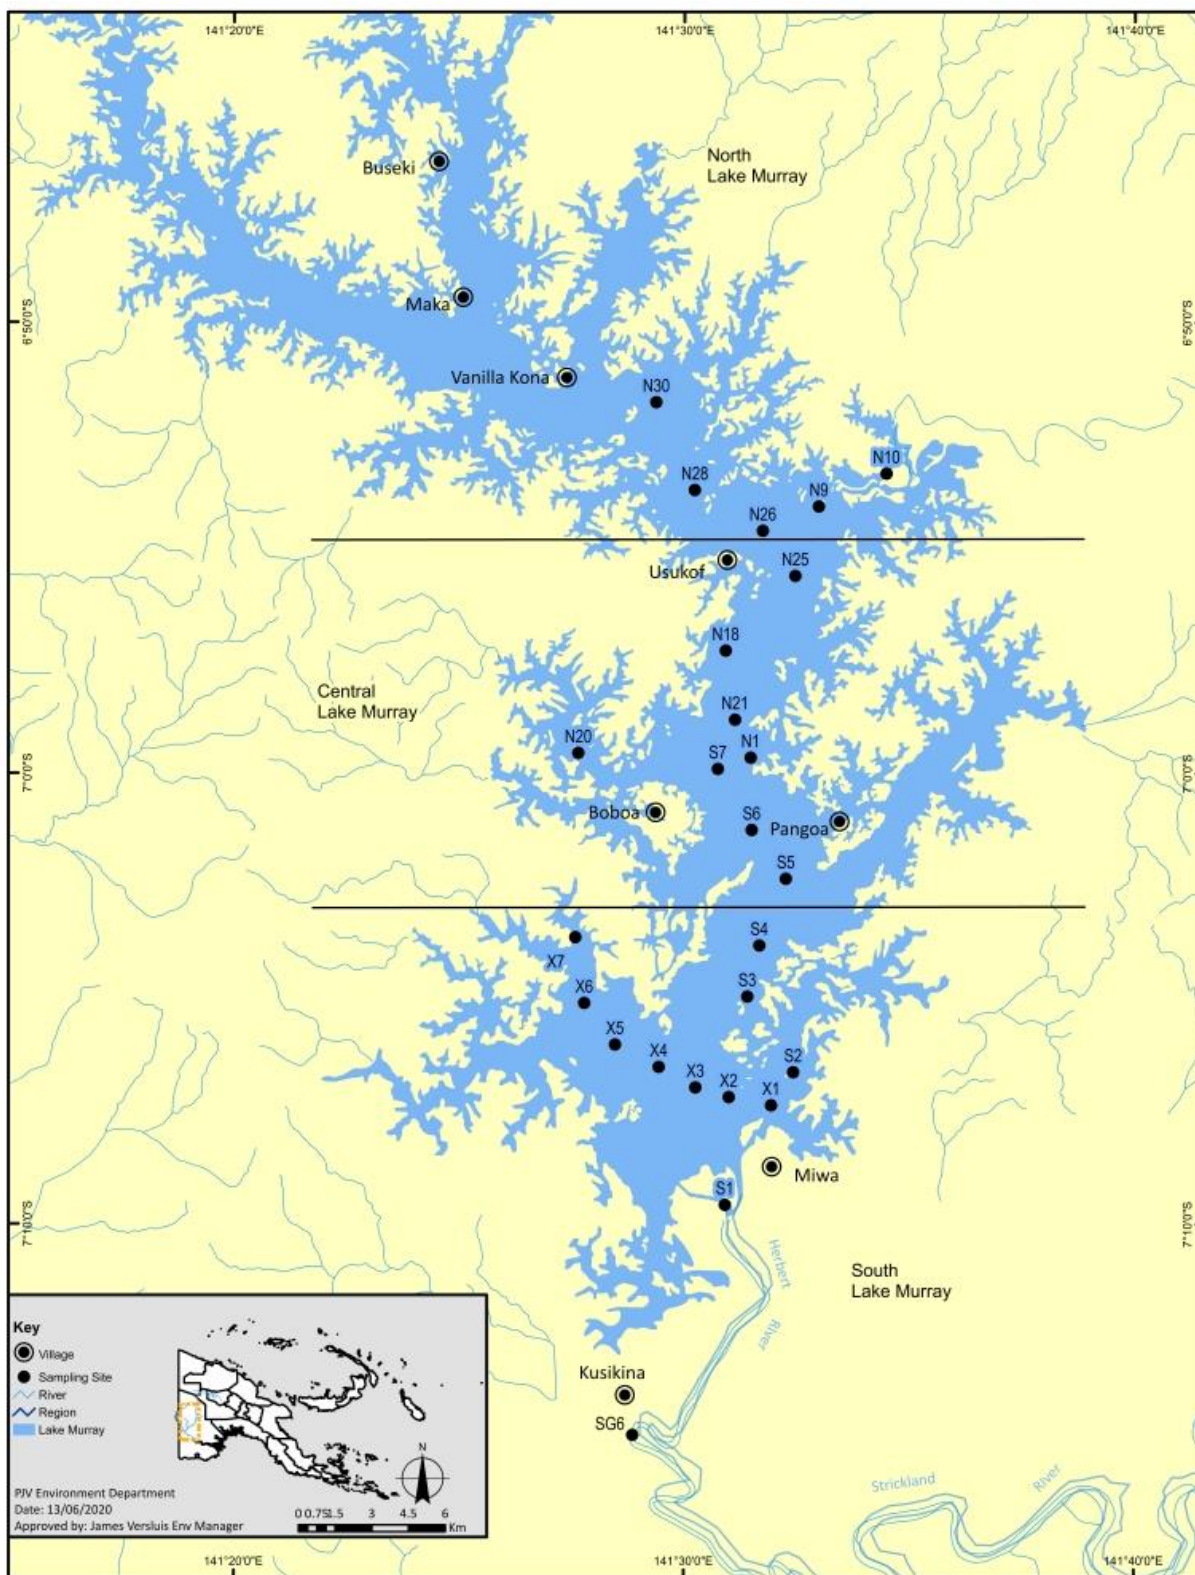 141°20'0"E
141°30'0"E
141°40'0"E
North
Lake Murray
Buseki
Maka
6°50'0"S
6°50'0"S
Vanilla Kona
N30
N10
N28
N9
N26
Usukof
N25
N18
Central
Lake Murray
N21
N20
N1
S7
7°0'0"S
7°0'0"S
Boboa
S6
Pangoa
S5
S4
X7
S3
X6
X5
X4
S2
X3
X2
X1
Miwa
S1
7°10'0"S
7°10'0"S
Herbert
River
South
Lake Murray
Kusikina
SG6
Strickland
River
Key
Village
Sampling Site
River
Region
Lake Murray
N
PJV Environment Department
Date: 13/06/2020
Approved by: James Versluis Env Manager
0 0.75 1.5 3 4.5 6
Km
141°20'0"E
141°30'0"E
141°40'0"E